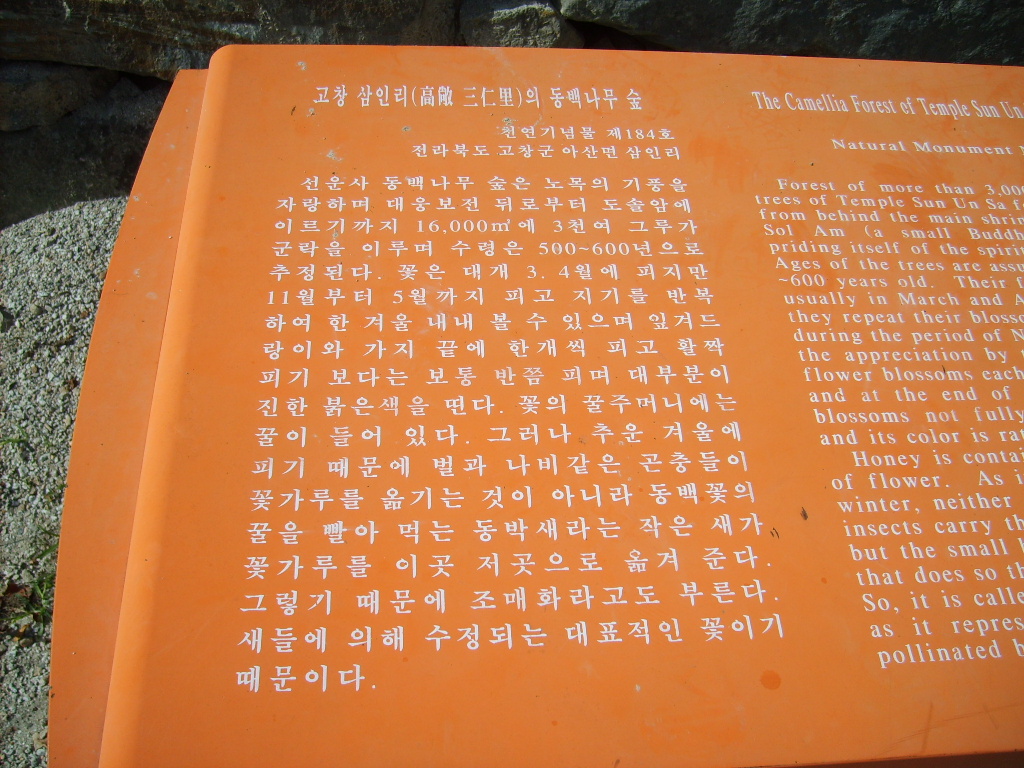 고창 삼인리(高敞 三仁里)의 동백나무 숲
천연기념물 제184호
전라북도 고창군 아산면 삼인리
선운사 동백나무 숲은 노목의 기풍을
자랑하며 대웅보전 뒤로부터 도솔암에
이르기까지 16,000㎡에 3천여 그루가
군락을 이루며 수령은 500~600년으로
추정된다. 꽃은 대개 3. 4월에 피지만
11월부터 5월까지 피고 지기를 반복
하여 한 겨울 내내 볼 수 있으며 잎겨드
랑이와 가지 끝에 한개씩 피고 활짝
피기 보다는 보통 반쯤 피며 대부분이
진한 붉은색을 띤다. 꽃의 꿀주머니에는
꿀이 들어 있다. 그러나 추운 겨울에
피기 때문에 벌과 나비같은 곤충들이
꽃가루를 옮기는 것이 아니라 동백꽃의
꿀을 빨아 먹는 동박새라는 작은 새가
꽃가루를 이곳 저곳으로 옮겨 준다.
그렇기 때문에 조매화라고도 부른다.
새들에 의해 수정되는 대표적인 꽃이기
때문이다.
The Camellia Forest of Temple Sun Un
Natural Monument
Forest of more than 3,00
trees of Temple Sun Un Sa
from behind the main shri
Sol Am (a small Buddh
priding itself of the spiri
Ages of the trees are assu
~600 years old. Their f
usually in March and A
they repeat their blosso
during the period of N
the appreciation by
flower blossoms each
and at the end of
blossoms not fully
and its color is ra
Honey is contai
of flower. As i
winter, neither
insects carry th
but the small
that does so th
So, it is calle
as it repres
pollinated b